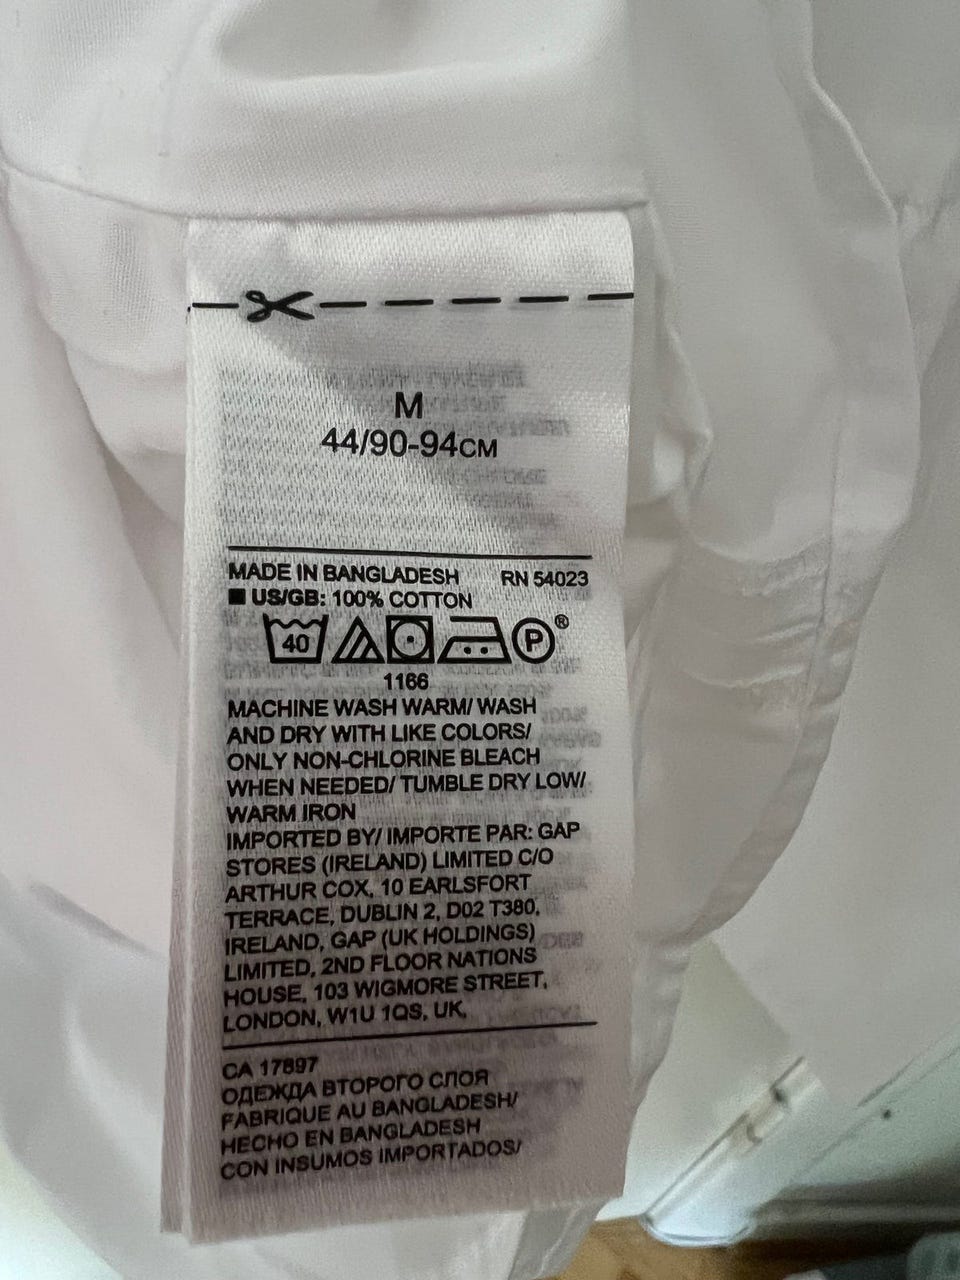 M
44/90-94CM
MADE IN BANGLADESH RN 54023
US/GB: 100% COTTON
40 P ®
1166
MACHINE WASH WARM/ WASH
AND DRY WITH LIKE COLORS/
ONLY NON-CHLORINE BLEACH
WHEN NEEDED/ TUMBLE DRY LOW/
WARM IRON
IMPORTED BY/ IMPORTE PAR: GAP
STORES (IRELAND) LIMITED C/O
ARTHUR COX, 10 EARLSFORT
TERRACE, DUBLIN 2, D02 T380,
IRELAND, GAP (UK HOLDINGS)
LIMITED, 2ND FLOOR NATIONS
HOUSE, 103 WIGMORE STREET,
LONDON, W1U 1QS, UK,
CA 17897
ОДЕЖДА ВТОРОГО СЛОЯ
FABRIQUE AU BANGLADESH/
HECHO EN BANGLADESH
CON INSUMOS IMPORTADOS/